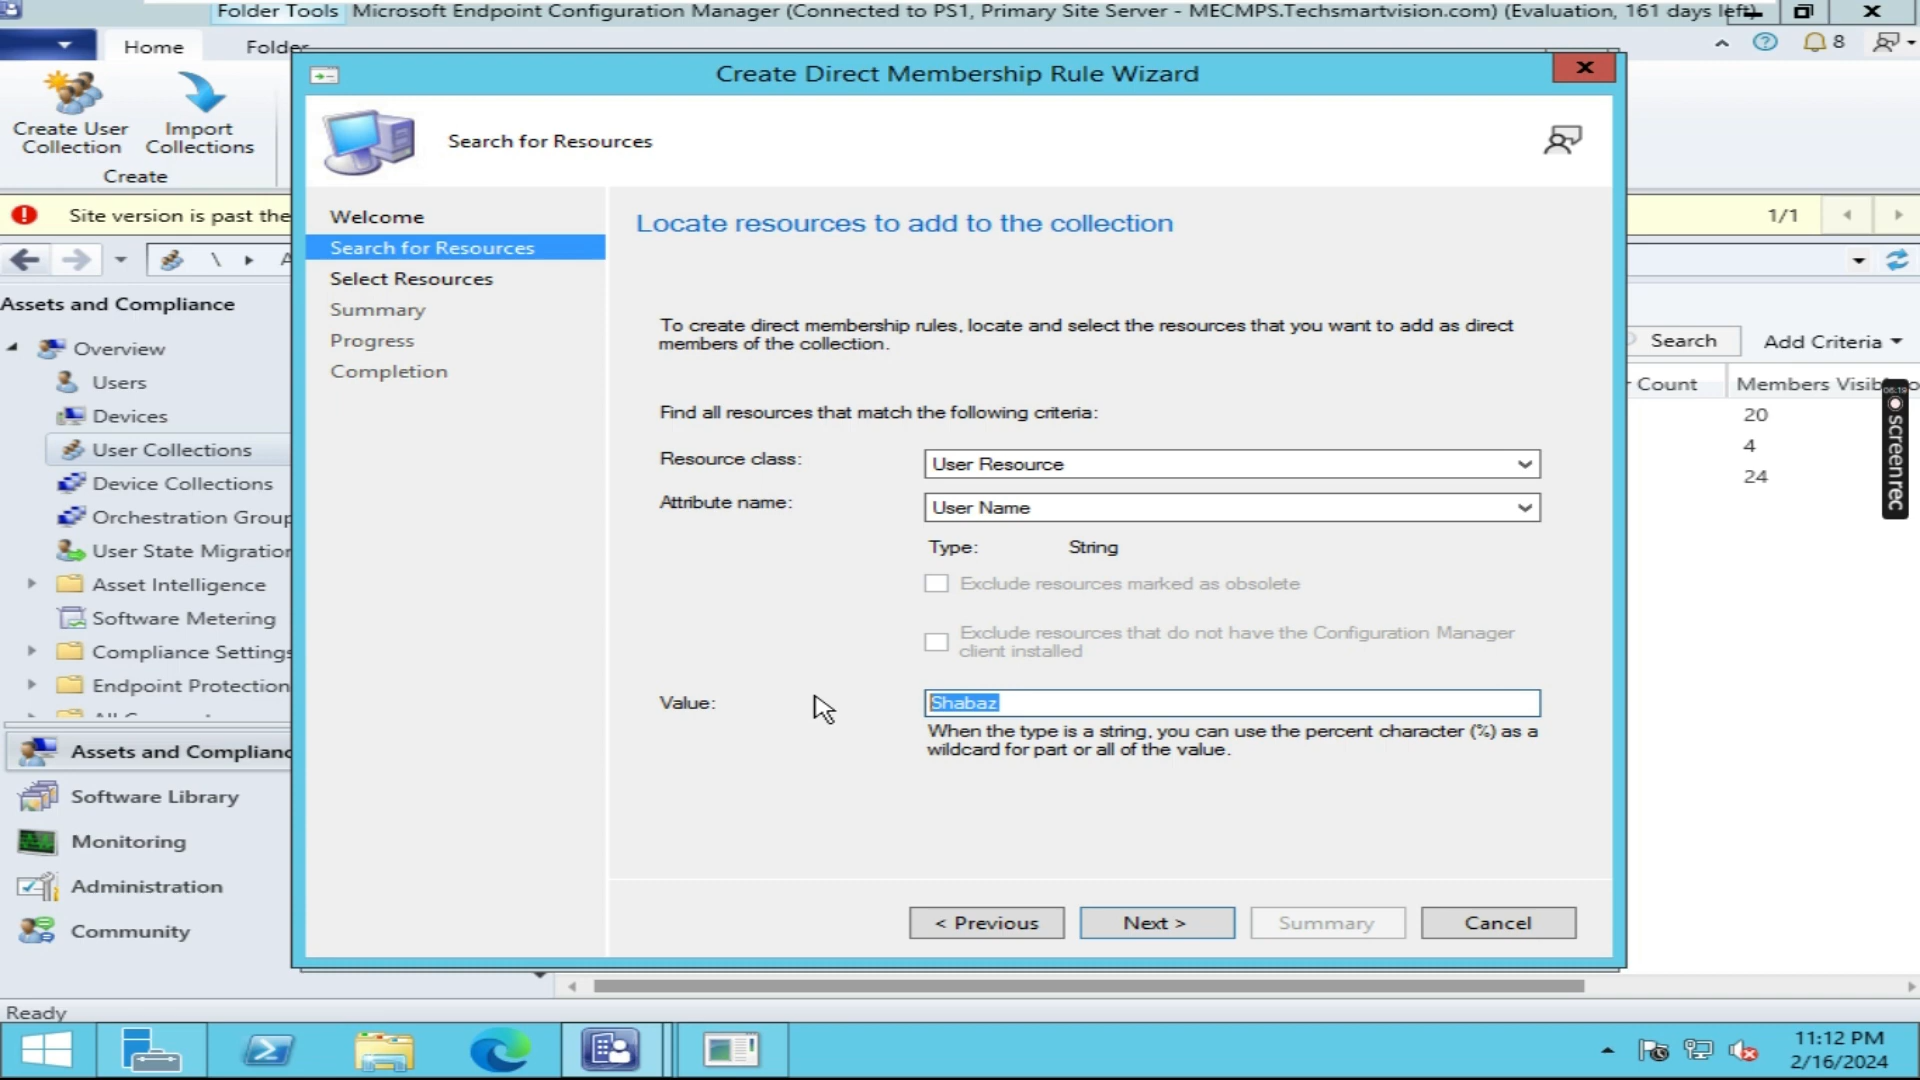 Folder Tools Microsoft Endpoint Configuration Manager (Connected to PS1, Primary Site Server - MECMPS.Techsmartvision.com) (Evaluation, 161 days left)
Home Folder
8
Create User Collection
Import Collections
Create
Site version is past the
1/1
\
Assets and Compliance
Overview
Users
Devices
User Collections
Device Collections
Orchestration Group
User State Migration
Asset Intelligence
Software Metering
Compliance Settings
Endpoint Protection
Assets and Complianc
Software Library
Monitoring
Administration
Community
Ready
Create Direct Membership Rule Wizard
X
Search for Resources
Welcome
Search for Resources
Select Resources
Summary
Progress
Completion
Locate resources to add to the collection
To create direct membership rules, locate and select the resources that you want to add as direct
members of the collection.
Find all resources that match the following criteria:
Resource class: User Resource
Attribute name: User Name
Type: String
Exclude resources marked as obsolete
Exclude resources that do not have the Configuration Manager
client installed
Value: Shabaz
When the type is a string, you can use the percent character (%) as a
wildcard for part or all of the value.
< Previous Next > Summary Cancel
Search Add Criteria
Count Members Visib
20
4
24
06:19
screenrec
11:12 PM
2/16/2024